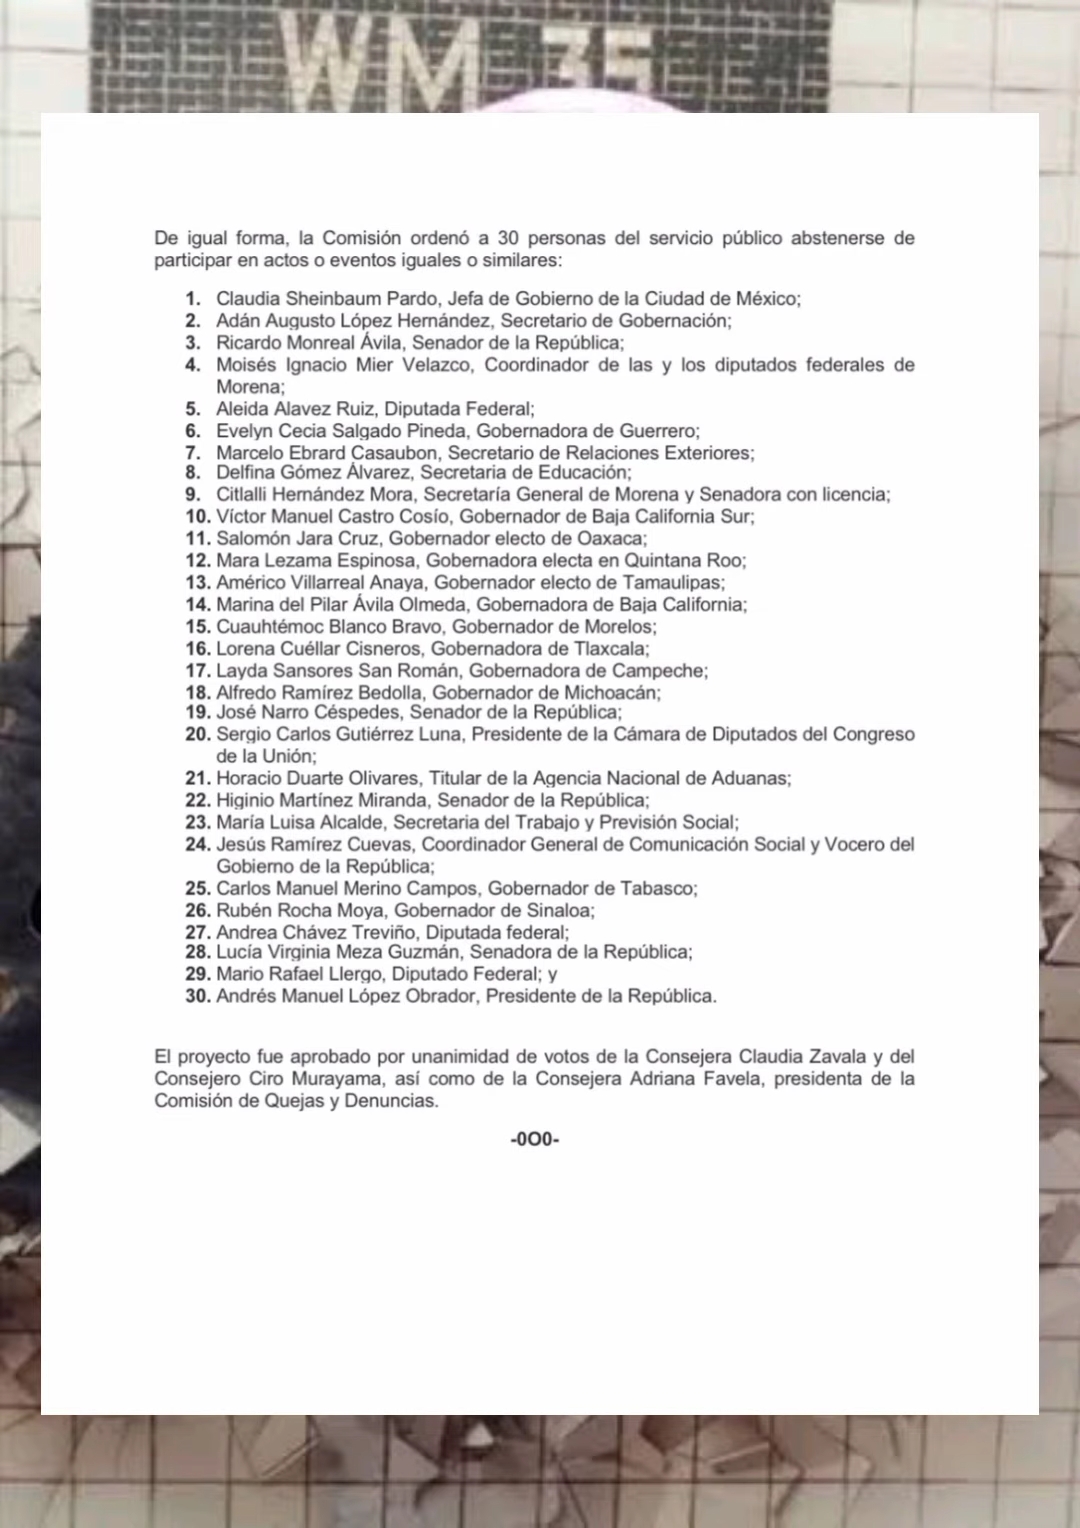 WM 35
De igual forma, la Comisión ordenó a 30 personas del servicio público abstenerse de
participar en actos o eventos iguales o similares:
1. Claudia Sheinbaum Pardo, Jefa de Gobierno de la Ciudad de México;
2. Adán Augusto López Hernández, Secretario de Gobernación;
3. Ricardo Monreal Ávila, Senador de la República;
4. Moisés Ignacio Mier Velazco, Coordinador de las y los diputados federales de
Morena;
5. Aleida Alavez Ruiz, Diputada Federal;
6. Evelyn Cecia Salgado Pineda, Gobernadora de Guerrero;
7. Marcelo Ebrard Casaubon, Secretario de Relaciones Exteriores;
8. Delfina Gómez Álvarez, Secretaria de Educación;
9. Citlalli Hernández Mora, Secretaría General de Morena y Senadora con licencia;
10. Víctor Manuel Castro Cosío, Gobernador de Baja California Sur;
11. Salomón Jara Cruz, Gobernador electo de Oaxaca;
12. Mara Lezama Espinosa, Gobernadora electa en Quintana Roo;
13. Américo Villarreal Anaya, Gobernador electo de Tamaulipas;
14. Marina del Pilar Ávila Olmeda, Gobernadora de Baja California;
15. Cuauhtémoc Blanco Bravo, Gobernador de Morelos;
16. Lorena Cuéllar Cisneros, Gobernadora de Tlaxcala;
17. Layda Sansores San Román, Gobernadora de Campeche;
18. Alfredo Ramírez Bedolla, Gobernador de Michoacán;
19. José Narro Céspedes, Senador de la República;
20. Sergio Carlos Gutiérrez Luna, Presidente de la Cámara de Diputados del Congreso
de la Unión;
21. Horacio Duarte Olivares, Titular de la Agencia Nacional de Aduanas;
22. Higinio Martínez Miranda, Senador de la República;
23. María Luisa Alcalde, Secretaria del Trabajo y Previsión Social;
24. Jesús Ramírez Cuevas, Coordinador General de Comunicación Social y Vocero del
Gobierno de la República;
25. Carlos Manuel Merino Campos, Gobernador de Tabasco;
26. Rubén Rocha Moya, Gobernador de Sinaloa;
27. Andrea Chávez Treviño, Diputada federal;
28. Lucía Virginia Meza Guzmán, Senadora de la República;
29. Mario Rafael Llergo, Diputado Federal; y
30. Andrés Manuel López Obrador, Presidente de la República.
El proyecto fue aprobado por unanimidad de votos de la Consejera Claudia Zavala y del
Consejero Ciro Murayama, así como de la Consejera Adriana Favela, presidenta de la
Comisión de Quejas y Denuncias.
-0O0-